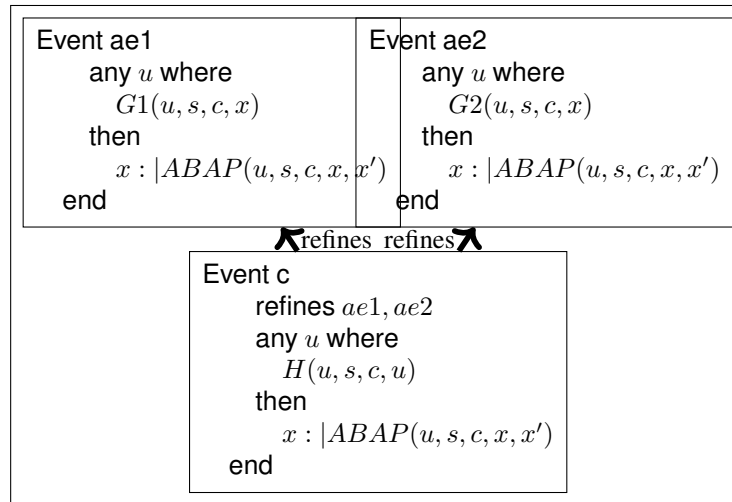 Event ae1
any u where
G1(u, s, c, x)
then
x : |ABAP(u, s, c, x, x′)
end
Event ae2
any u where
G2(u, s, c, x)
then
x : |ABAP(u, s, c, x, x′)
end
refines refines
Event c
refines ae1, ae2
any u where
H(u, s, c, u)
then
x : |ABAP(u, s, c, x, x′)
end